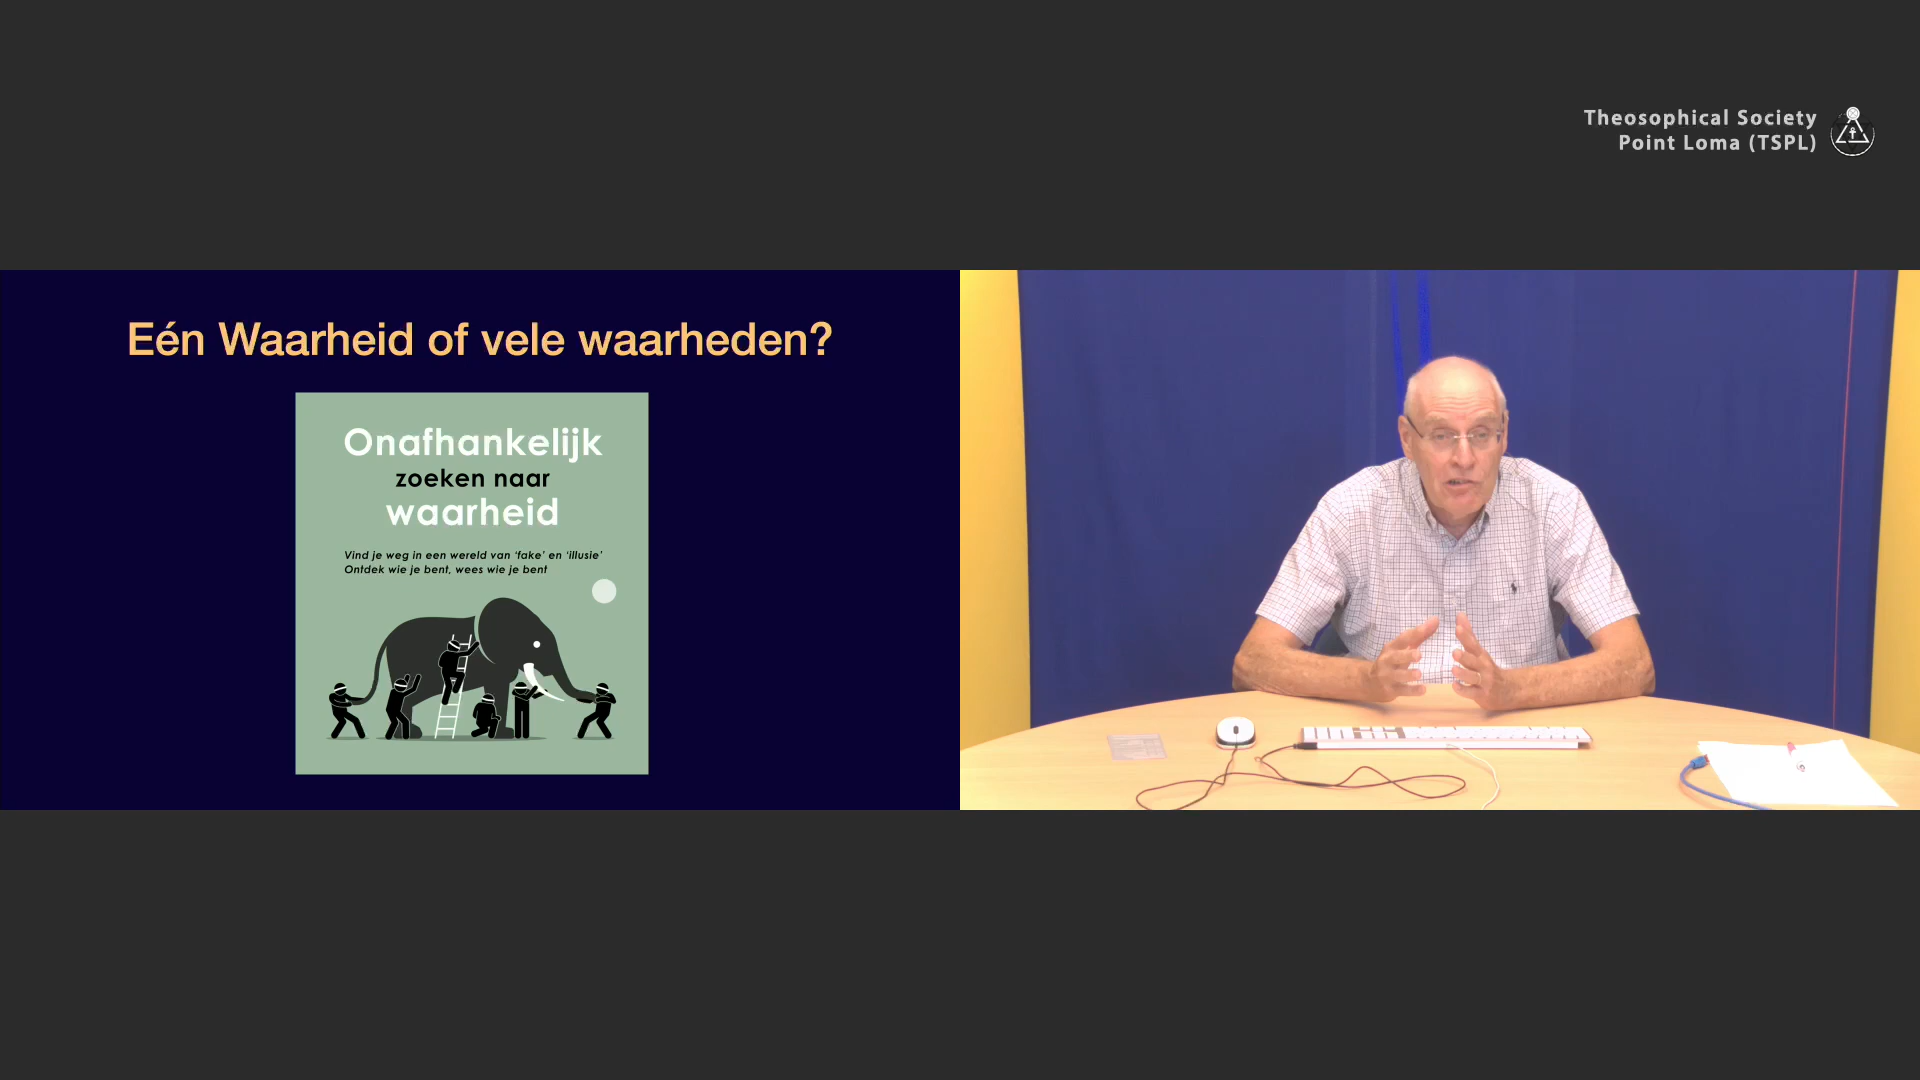 Theosophical Society
Point Loma (TSPL)
Eén Waarheid of vele waarheden?
Onafhankelijk
zoeken naar
waarheid
Vind je weg in een wereld van ‘fake’ en ‘illusie’
Ontdek wie je bent, wees wie je bent